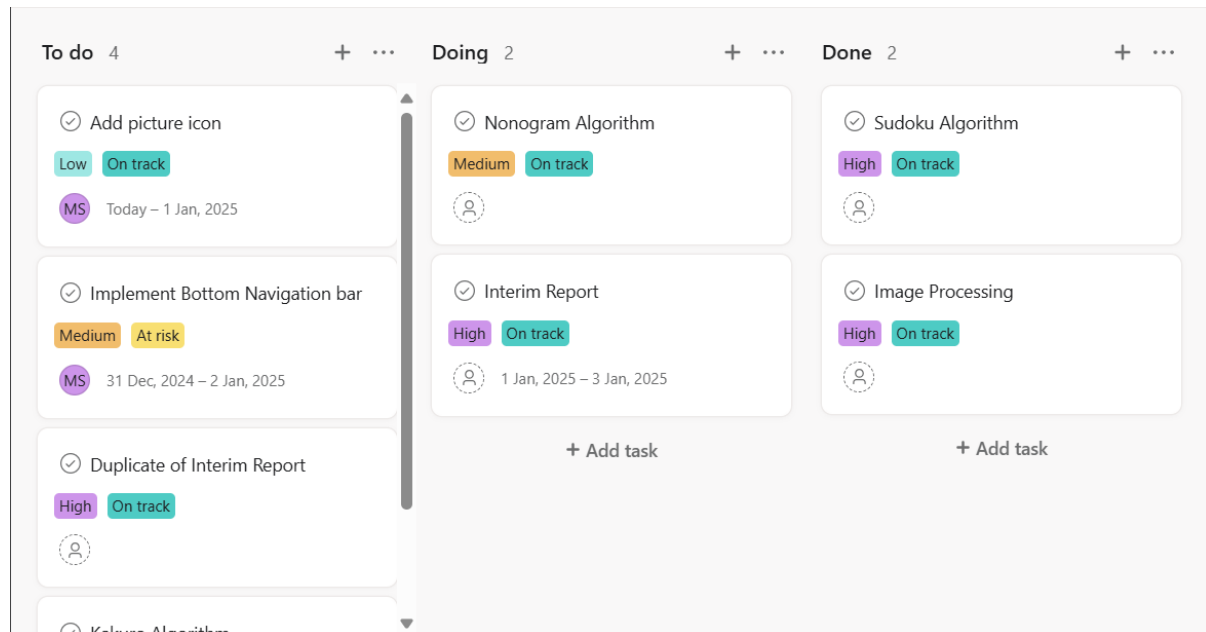 To do 4
Add picture icon
Low On track
MS Today – 1 Jan, 2025
Implement Bottom Navigation bar
Medium At risk
MS 31 Dec, 2024 – 2 Jan, 2025
Duplicate of Interim Report
High On track
Kakuro Algorithm
Doing 2
Nonogram Algorithm
Medium On track
Interim Report
High On track
1 Jan, 2025 – 3 Jan, 2025
+ Add task
Done 2
Sudoku Algorithm
High On track
Image Processing
High On track
+ Add task